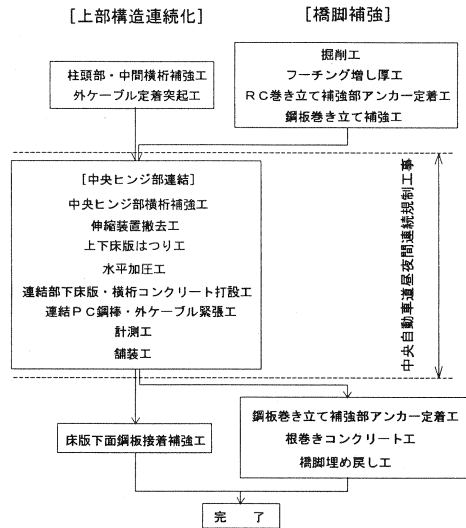 [上部構造連続化]
[橋脚補強]
柱頭部・中間横桁補強工
外ケーブル定着突起工
掘削工
フーチング増し厚工
RC巻き立て補強部アンカー定着工
鋼板巻き立て補強工
[中央ヒンジ部連結]
中央ヒンジ部横桁補強工
伸縮装置撤去工
上下床版はつり工
水平加圧工
連結部下床版・横桁コンクリート打設工
連結PC鋼棒・外ケーブル緊張工
計測工
舗装工
中央自動車道昼夜間連続規制工事
床版下面鋼板接着補強工
鋼板巻き立て補強部アンカー定着工
根巻きコンクリート工
橋脚埋め戻し工
完 了